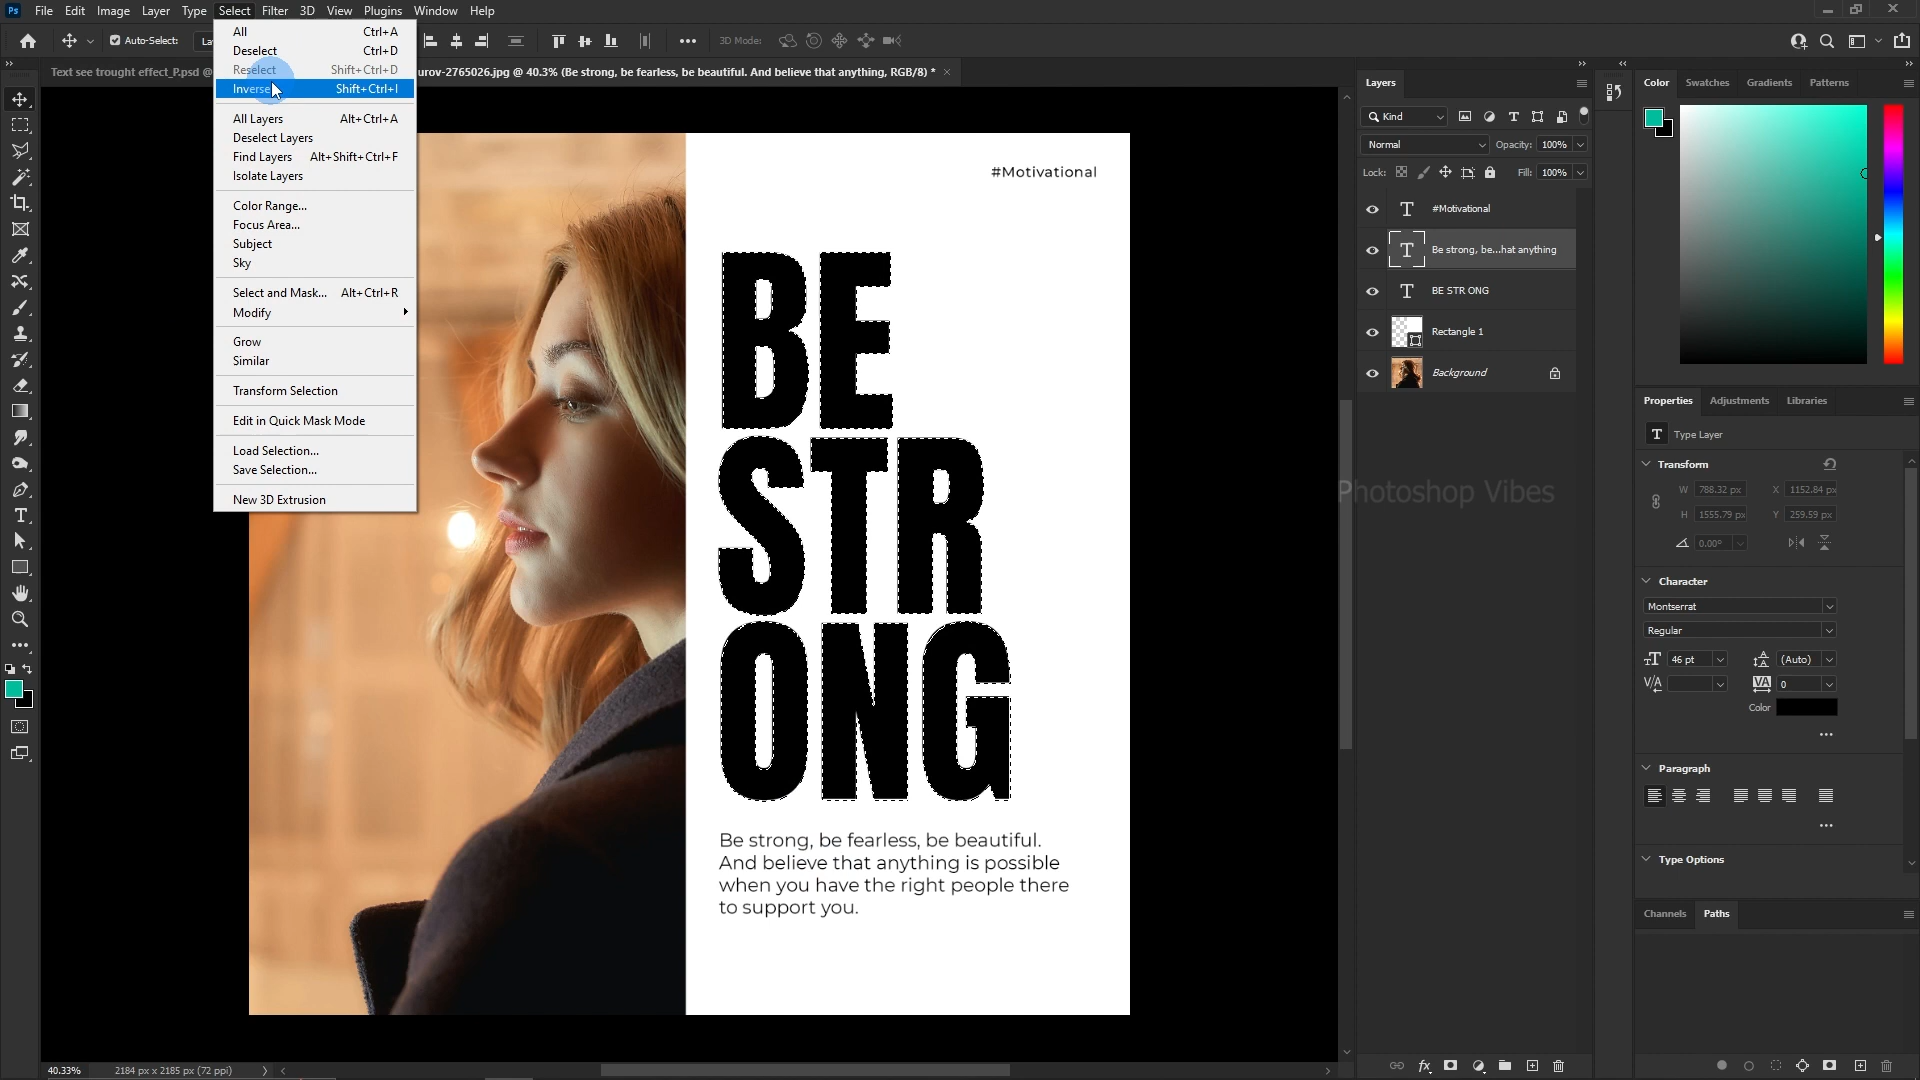 Ps File Edit Image Layer Type Select Filter 3D View Plugins Window Help
Auto-Select:
3D Mode:
Text see trought effect_P.psd @
urov-2765026.jpg @ 40.3% (Be strong, be fearless, be beautiful. And believe that anything, RGB/8) *
All Ctrl+A
Deselect Ctrl+D
Reselect Shift+Ctrl+D
Inverse Shift+Ctrl+I
All Layers Alt+Ctrl+A
Deselect Layers
Find Layers Alt+Shift+Ctrl+F
Isolate Layers
Color Range...
Focus Area...
Subject
Sky
Select and Mask... Alt+Ctrl+R
Modify
Grow
Similar
Transform Selection
Edit in Quick Mask Mode
Load Selection...
Save Selection...
New 3D Extrusion
#Motivational
BE
STR
ONG
Be strong, be fearless, be beautiful.
And believe that anything is possible
when you have the right people there
to support you.
Photoshop Vibes
40.33% 2184 px x 2185 px (72 ppi)
Layers
Kind
Normal Opacity: 100%
Lock: Fill: 100%
#Motivational
Be strong, be...hat anything
BE STR ONG
Rectangle 1
Background
Color Swatches Gradients Patterns
Properties Adjustments Libraries
T Type Layer
Transform
W 788.32 px X 1152.84 px
H 1555.79 px Y 259.59 px
0.00°
Character
Montserrat
Regular
46 pt (Auto)
0
Color
Paragraph
Type Options
Channels Paths